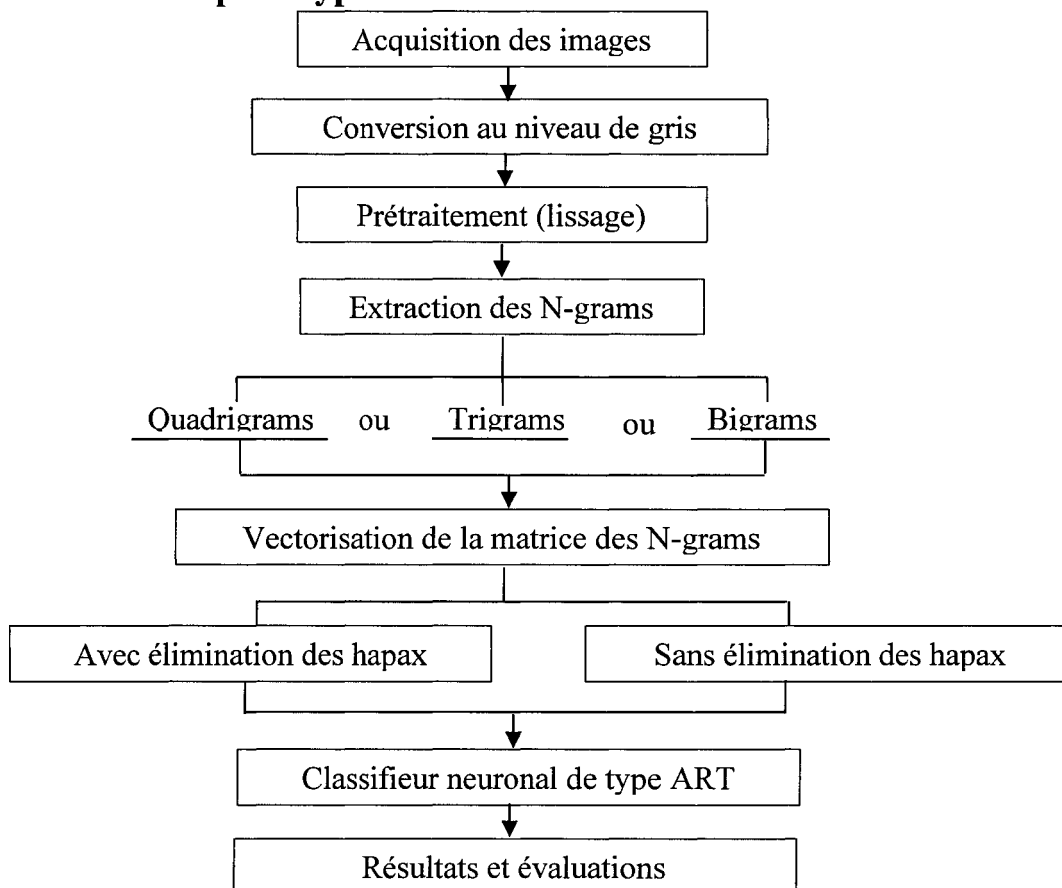 Acquisition des images
Conversion au niveau de gris
Prétraitement (lissage)
Extraction des N-grams
Quadrigrams ou Trigrams ou Bigrams
Vectorisation de la matrice des N-grams
Avec élimination des hapax Sans élimination des hapax
Classifieur neuronal de type ART
Résultats et évaluations